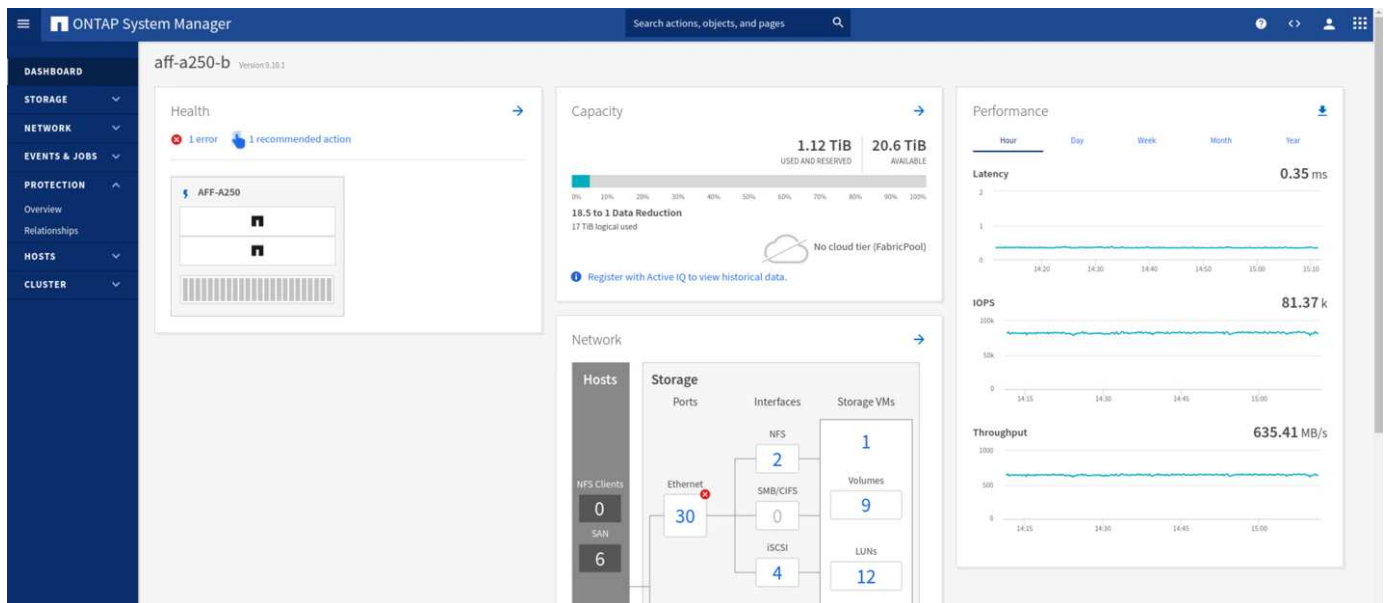 ONTAP System Manager
Search actions, objects, and pages
DASHBOARD
STORAGE
NETWORK
EVENTS & JOBS
PROTECTION
Overview
Relationships
HOSTS
CLUSTER
aff-a250-b Version 9.10.1
Health
1 error 1 recommended action
AFF-A250
Capacity
1.12 TiB 20.6 TiB
USED AND RESERVED AVAILABLE
0% 10% 20% 30% 40% 50% 60% 70% 80% 90% 100%
18.5 to 1 Data Reduction
17 TiB logical used
No cloud tier (FabricPool)
Register with Active IQ to view historical data.
Network
Hosts
NFS Clients
0
SAN
6
Storage
Ports Interfaces Storage VMs
Ethernet
30
NFS
2
SMB/CIFS
0
iSCSI
4
1
Volumes
9
LUNs
12
Performance
Hour Day Week Month Year
Latency 0.35 ms
2
1
0
14:20 14:30 14:40 14:50 15:00 15:10
IOPS 81.37 k
100k
50k
0
14:15 14:30 14:45 15:00
Throughput 635.41 MB/s
1000
500
0
14:15 14:30 14:45 15:00